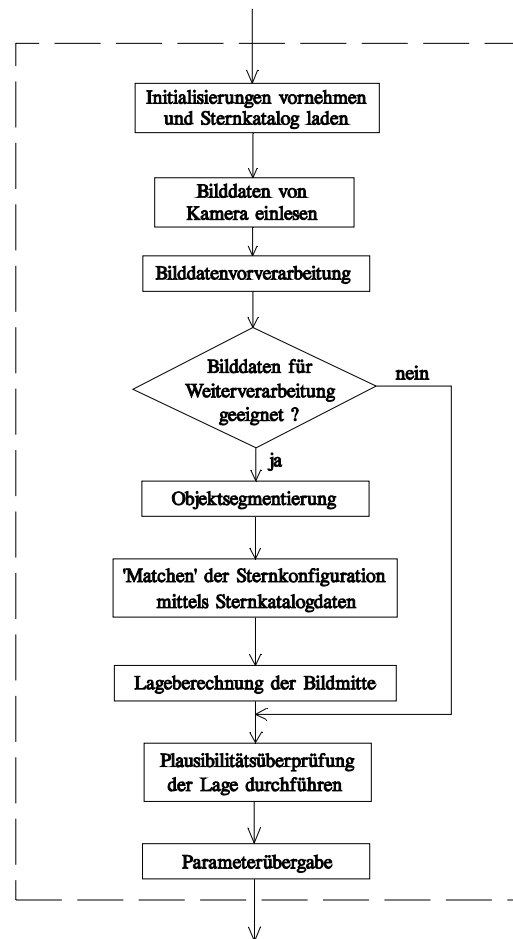 Initialisierungen vornehmen
und Sternkatalog laden
Bilddaten von
Kamera einlesen
Bilddatenvorverarbeitung
Bilddaten für
Weiterverarbeitung
geeignet ?
nein
ja
Objektsegmentierung
'Matchen' der Sternkonfiguration
mittels Sternkatalogdaten
Lageberechnung der Bildmitte
Plausibilitätsüberprüfung
der Lage durchführen
Parameterübergabe